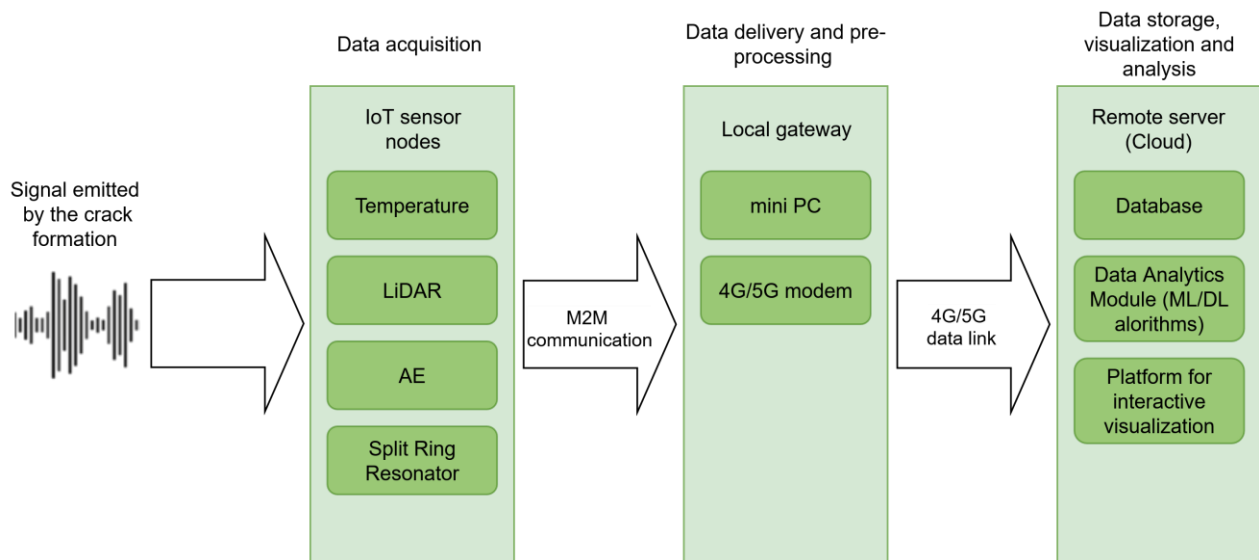 Data acquisition
Data delivery and pre-
processing
Data storage,
visualization and
analysis
Signal emitted
by the crack
formation
IoT sensor
nodes
Temperature
LiDAR
AE
Split Ring
Resonator
M2M
communication
Local gateway
mini PC
4G/5G modem
4G/5G
data link
Remote server
(Cloud)
Database
Data Analytics
Module (ML/DL
alorithms)
Platform for
interactive
visualization